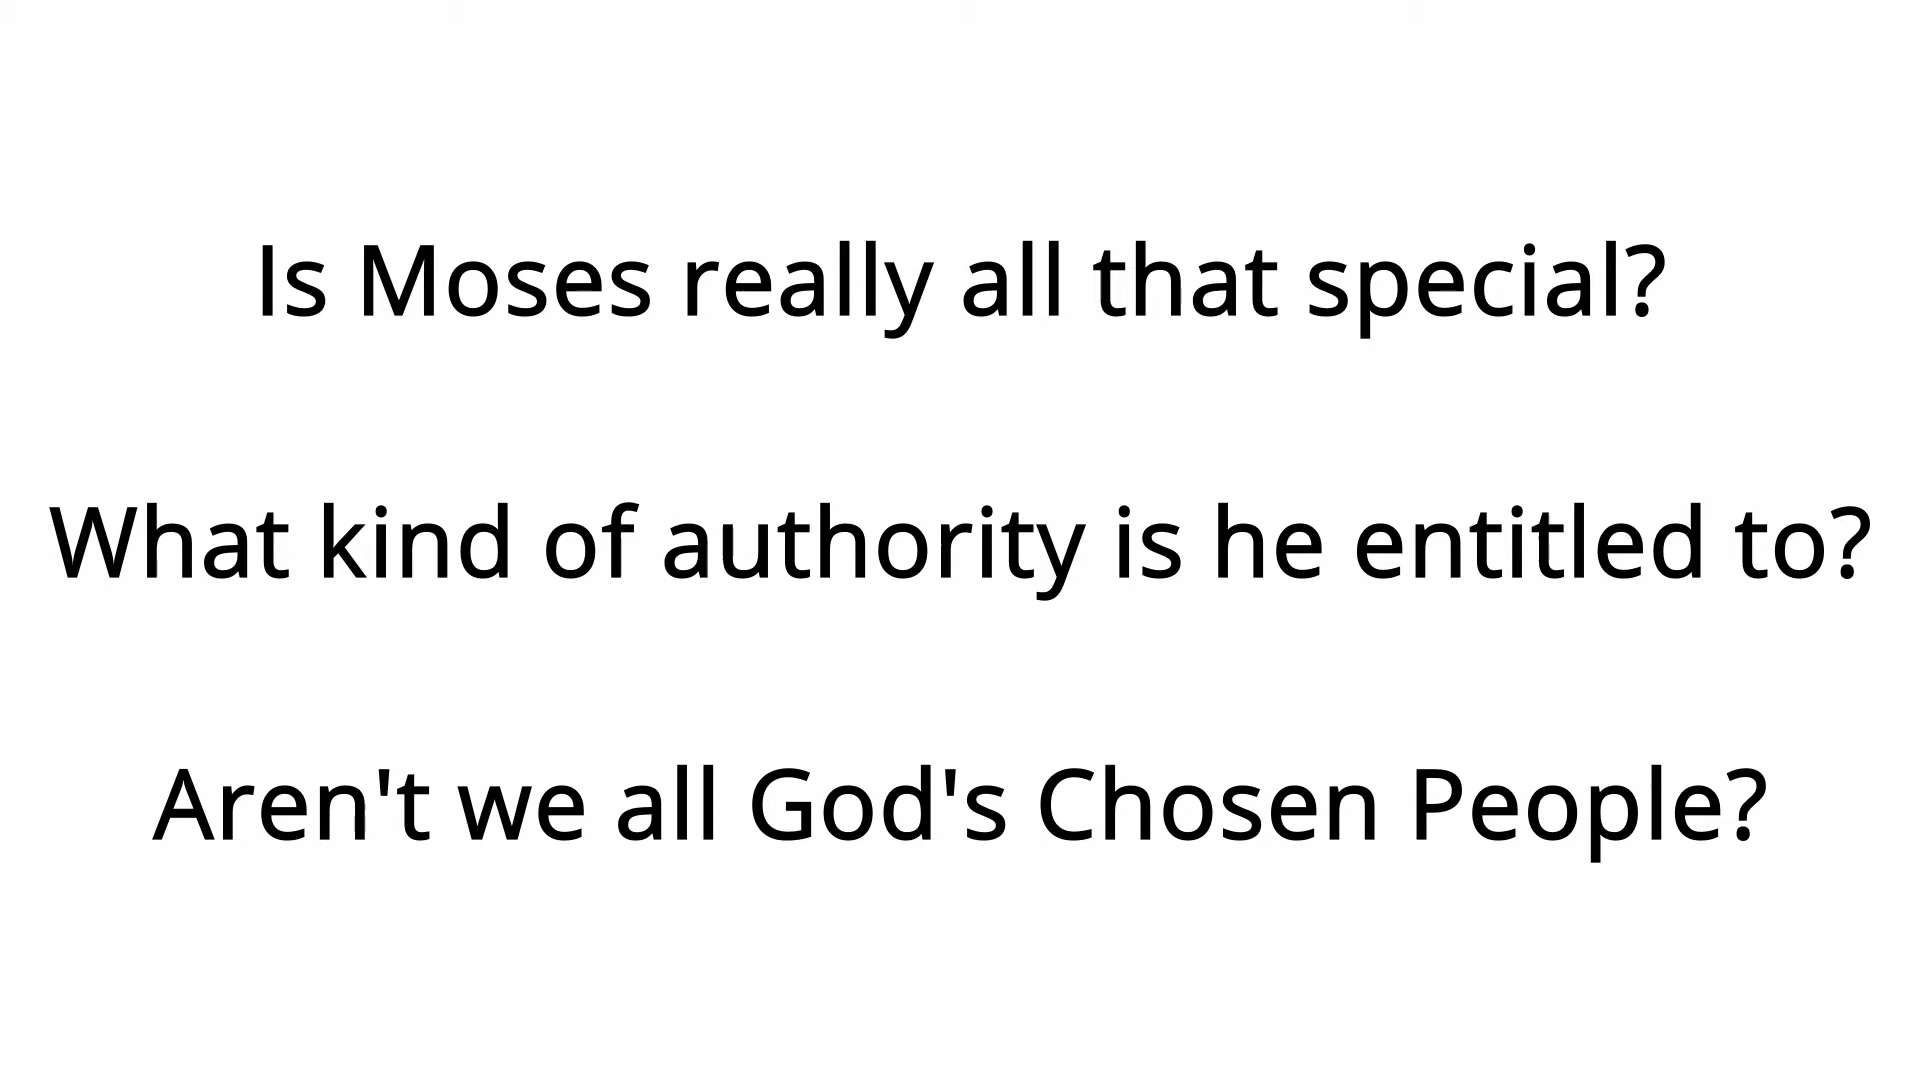 Is Moses really all that special?
What kind of authority is he entitled to?
Aren't we all God's Chosen People?